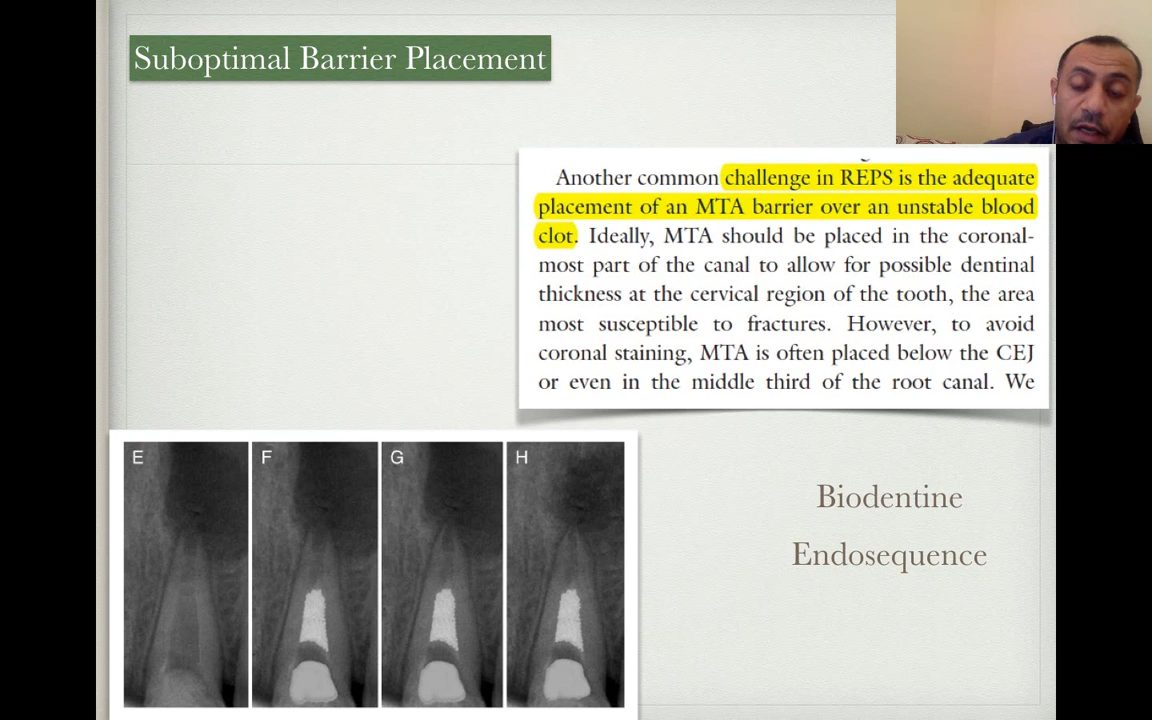 Suboptimal Barrier Placement
Another common challenge in REPS is the adequate
placement of an MTA barrier over an unstable blood
clot. Ideally, MTA should be placed in the coronal-
most part of the canal to allow for possible dentinal
thickness at the cervical region of the tooth, the area
most susceptible to fractures. However, to avoid
coronal staining, MTA is often placed below the CEJ
or even in the middle third of the root canal. We
E F G H
Biodentine
Endosequence